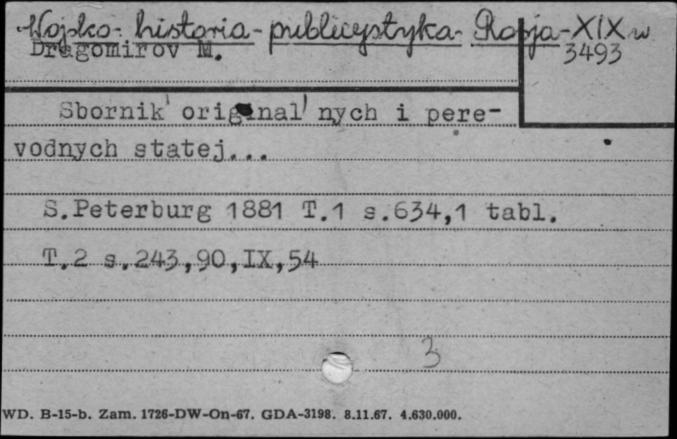 Wojsko - historia - publicystyka - Rosja - XIX w
Dragomirov M.
3493
Sbornik' original'nych i pere-
vodnych statej...
S.Peterburg 1881 T.1 s.634,1 tabl.
T.2 s.243,90,IX,54
3
WD. B-15-b. Zam. 1726-DW-On-67. GDA-3198. 8.11.67. 4.630.000.